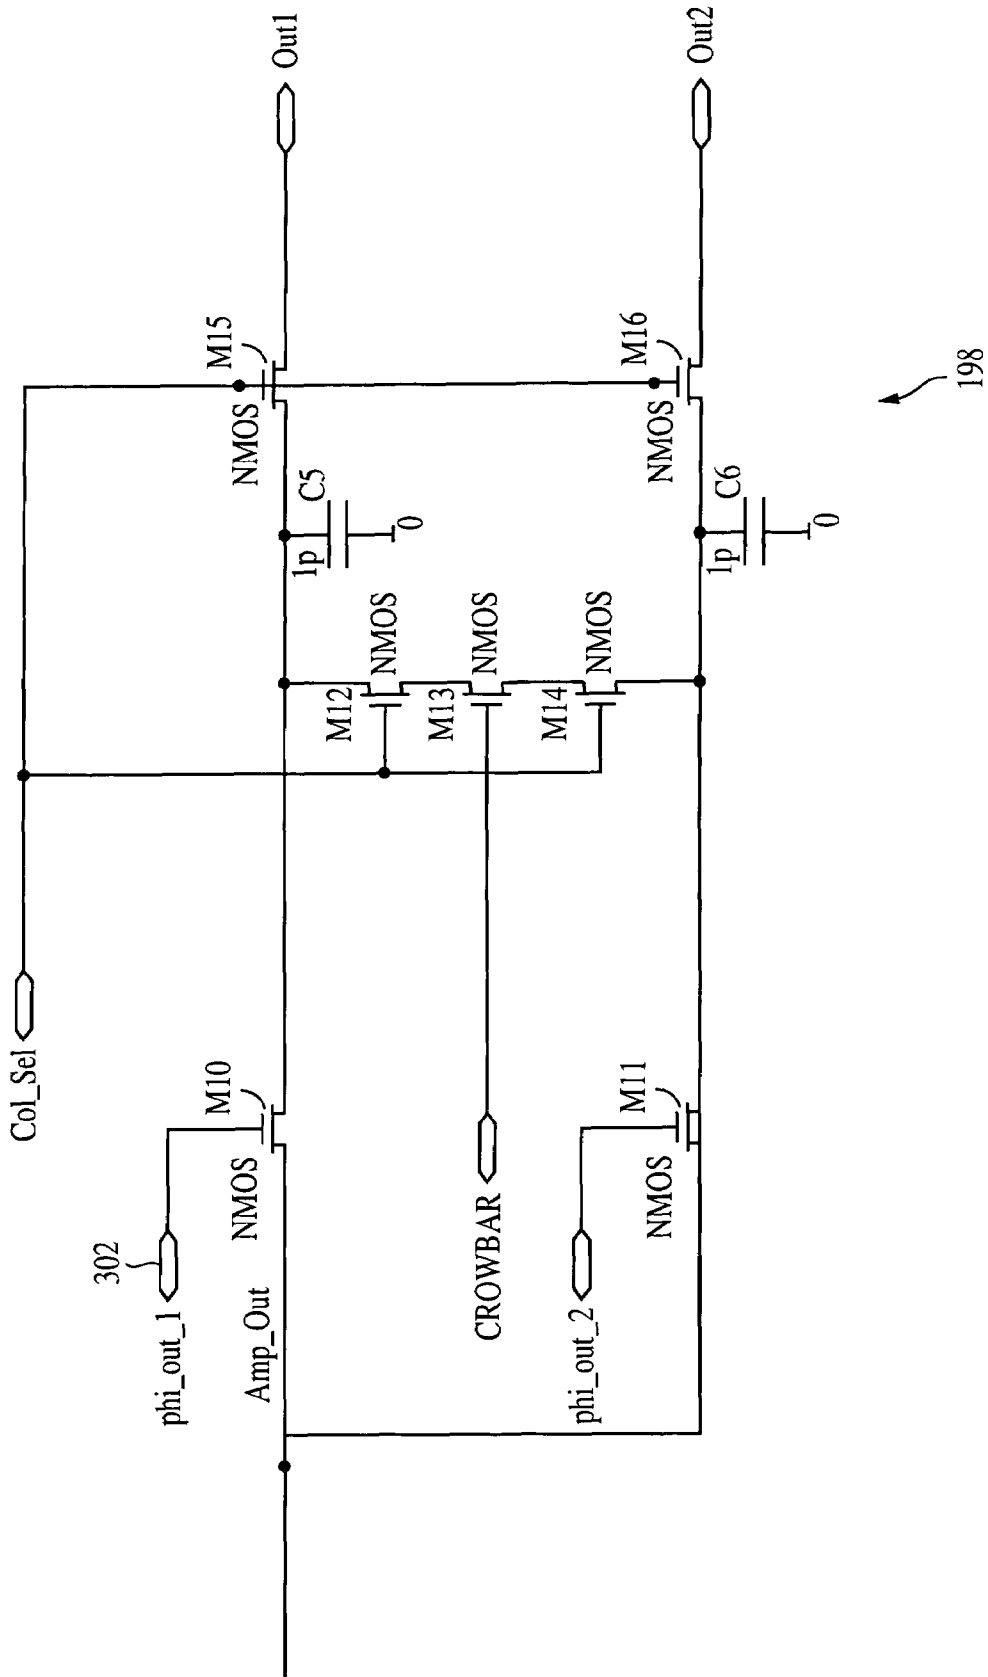 Col_Sel
302
phi_out_1
M10
NMOS
Amp_Out
M15
NMOS
Out1
C5
1p
0
M12
NMOS
M13
NMOS
M14
NMOS
CROWBAR
phi_out_2
M11
NMOS
M16
NMOS
Out2
C6
1p
0
198